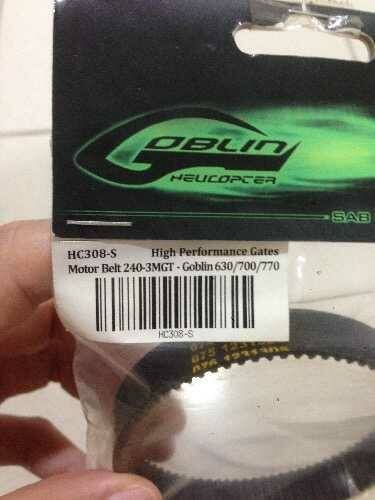 GOBLIN
HELICOPTER
SAB
HC308-S High Performance Gates
Motor Belt 240-3MGT - Goblin 630/700/770
HC308-S